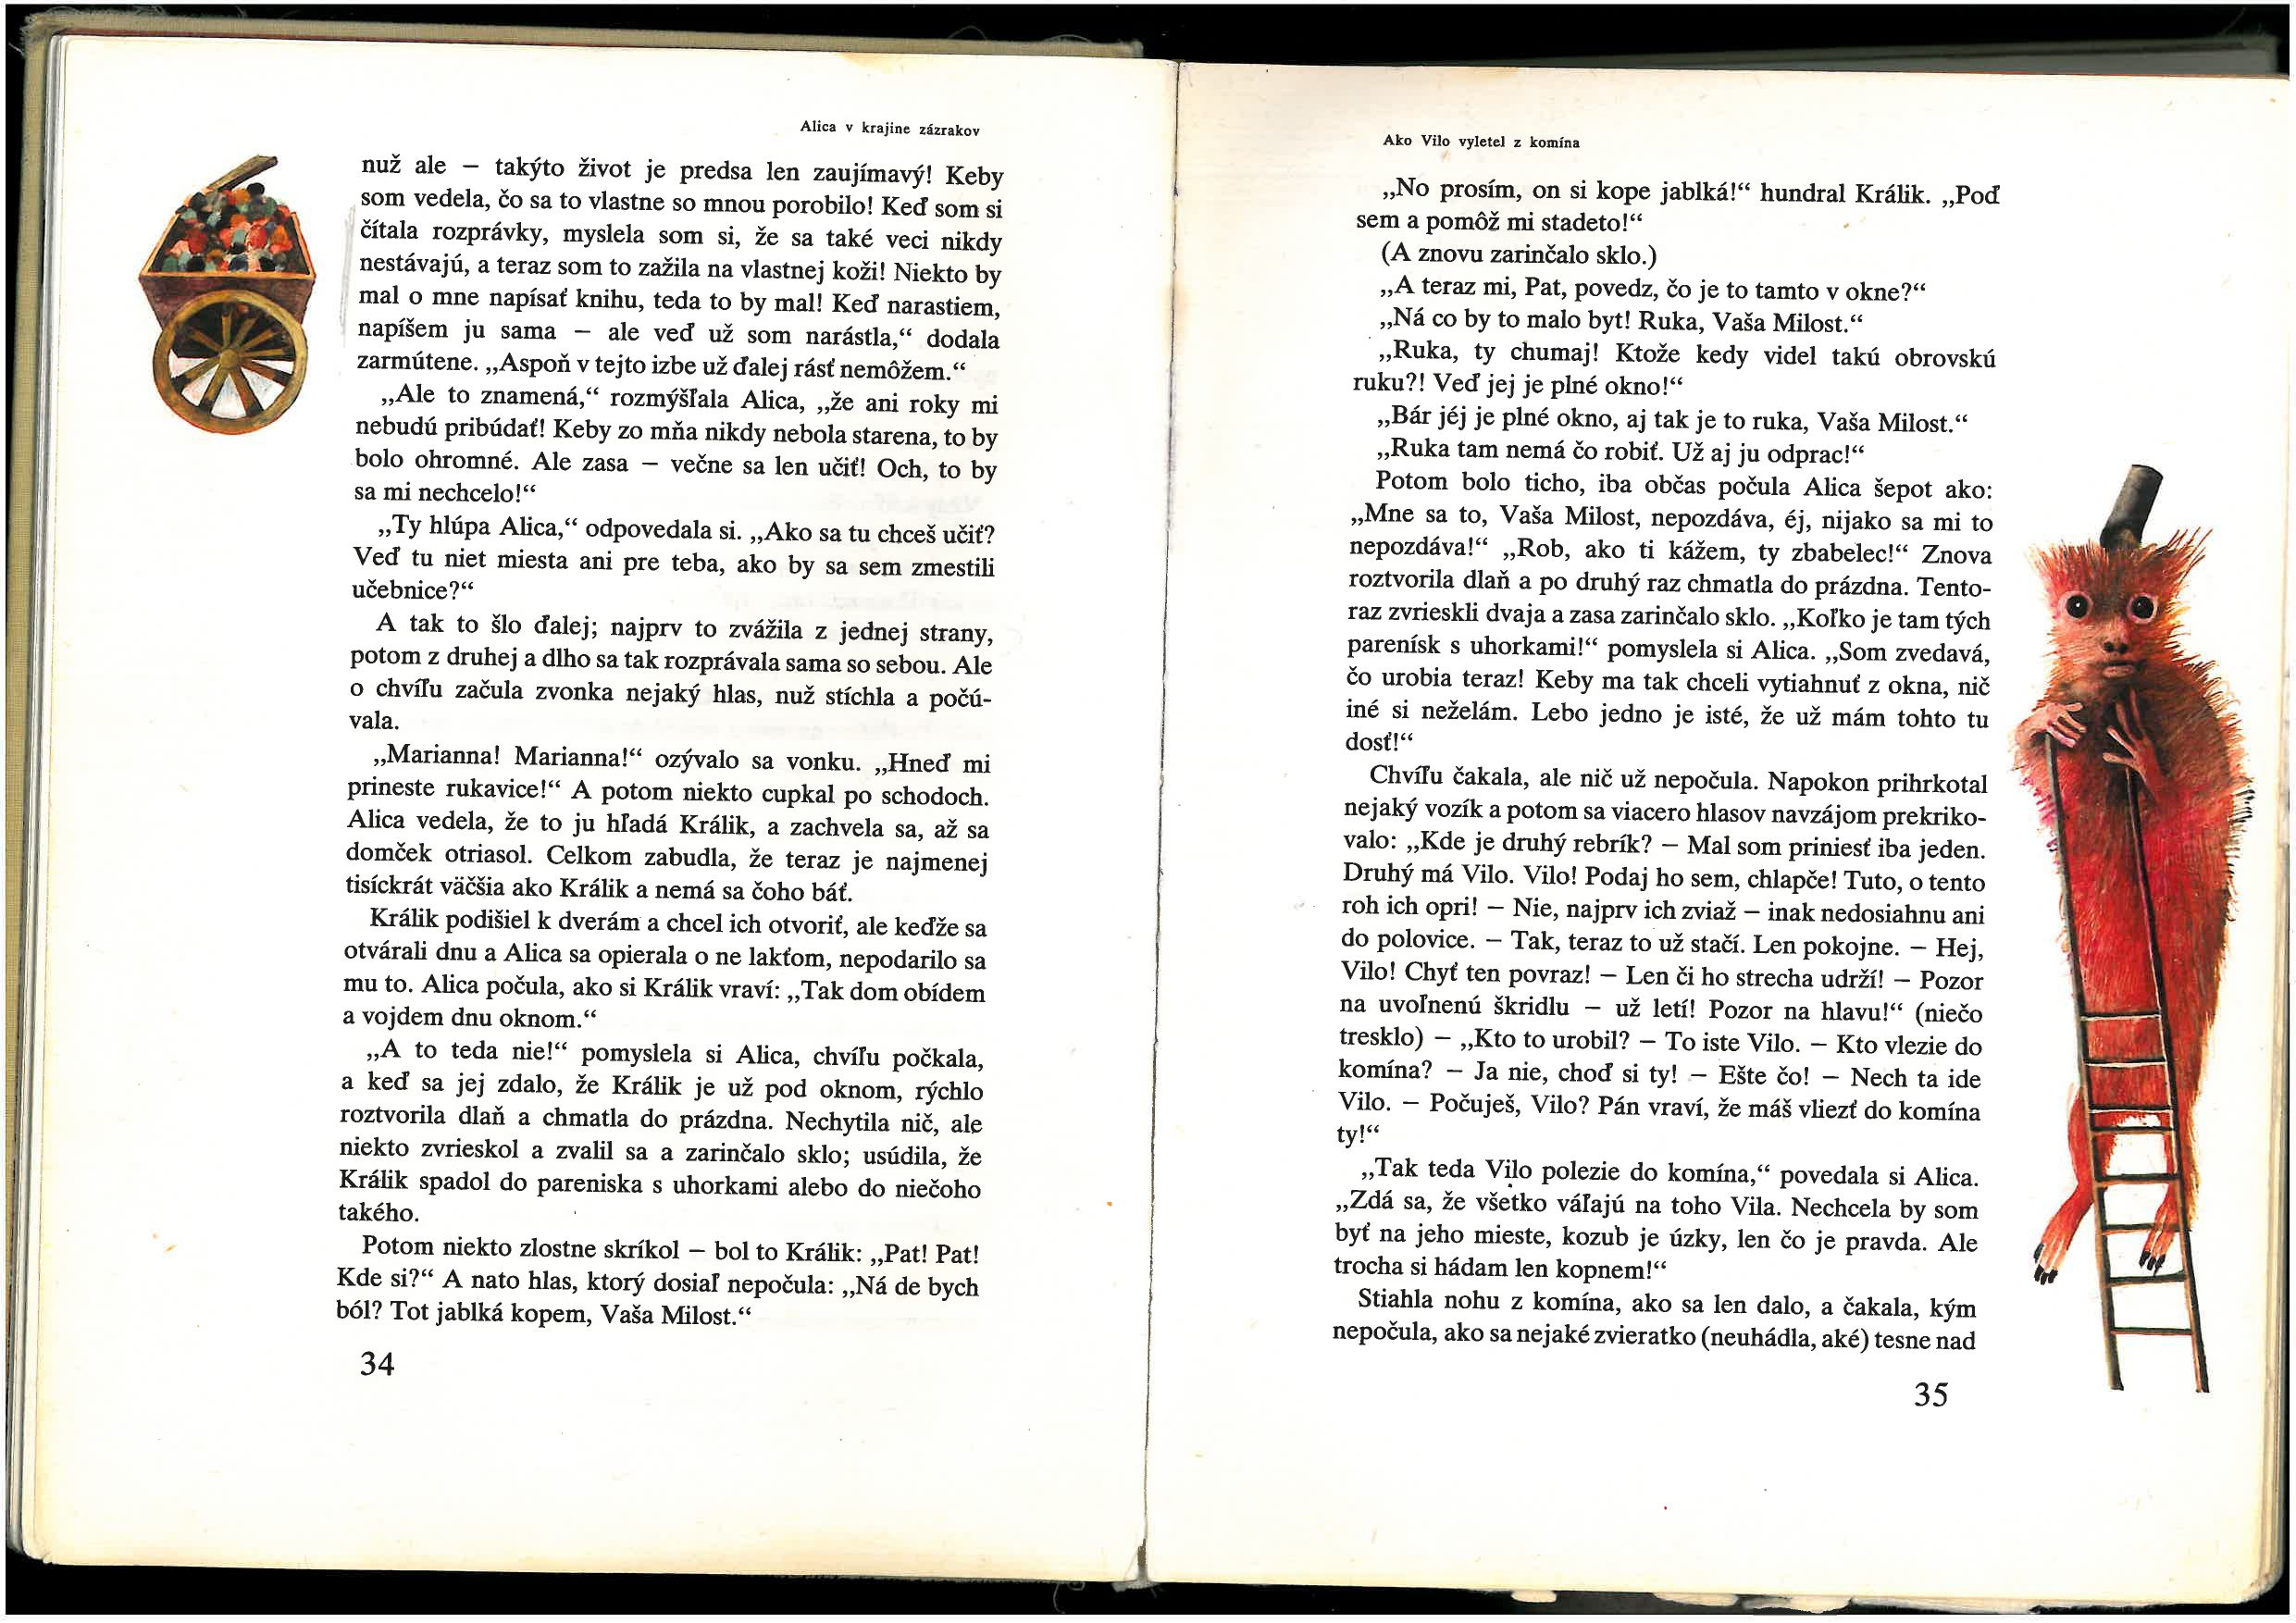 Alica v krajine zázrakov
nuž ale — takýto život je predsa len zaujímavý! Keby
som vedela, čo sa to vlastne so mnou porobilo! Keď som si
čítala rozprávky, myslela som si, že sa také veci nikdy
nestávajú, a teraz som to zažila na vlastnej koži! Niekto by
mal o mne napísať knihu, teda to by mal! Keď narastiem,
napíšem ju sama — ale veď už som narástla,“ dodala
zarmútene. „Aspoň v tejto izbe už ďalej rásť nemôžem.“
„Ale to znamená,“ rozmýšľala Alica, „že ani roky mi
nebudú pribúdať! Keby zo mňa nikdy nebola starena, to by
bolo ohromné. Ale zasa — večne sa len učiť! Och, to by
sa mi nechcelo!“
„Ty hlúpa Alica,“ odpovedala si. „Ako sa tu chceš učiť?
Veď tu niet miesta ani pre teba, ako by sa sem zmestili
učebnice?“
A tak to šlo ďalej; najprv to zvážila z jednej strany,
potom z druhej a dlho sa tak rozprávala sama so sebou. Ale
o chvíľu začula zvonka nejaký hlas, nuž stíchla a počú-
vala.
„Marianna! Marianna!“ ozývalo sa vonku. „Hneď mi
prineste rukavice!“ A potom niekto cupkal po schodoch.
Alica vedela, že to ju hľadá Králik, a zachvela sa, až sa
domček otriasol. Celkom zabudla, že teraz je najmenej
tisíckrát väčšia ako Králik a nemá sa čoho báť.
Králik podišiel k dverám a chcel ich otvoriť, ale keďže sa
otvárali dnu a Alica sa opierala o ne lakťom, nepodarilo sa
mu to. Alica počula, ako si Králik vraví: „Tak dom obídem
a vojdem dnu oknom.“
„A to teda nie!“ pomyslela si Alica, chvíľu počkala,
a keď sa jej zdalo, že Králik je už pod oknom, rýchlo
roztvorila dlaň a chmatla do prázdna. Nechytila nič, ale
niekto zvrieskol a zvalil sa a zarinčalo sklo; usúdila, že
Králik spadol do pareniska s uhorkami alebo do niečoho
takého.
Potom niekto zlostne skríkol — bol to Králik: „Pat! Pat!
Kde si?“ A nato hlas, ktorý dosiaľ nepočula: „Ná de bych
ból? Tot jablká kopem, Vaša Milost.“
34
Ako Vilo vyletel z komína
„No prosím, on si kope jablká!“ hundral Králik. „Poď
sem a pomôž mi stadeto!“
(A znovu zarinčalo sklo.)
„A teraz mi, Pat, povedz, čo je to tamto v okne?“
„Ná co by to malo byt! Ruka, Vaša Milost.“
„Ruka, ty chumaj! Ktože kedy videl takú obrovskú
ruku?! Veď jej je plné okno!“
„Bár jéj je plné okno, aj tak je to ruka, Vaša Milost.“
„Ruka tam nemá čo robiť. Už aj ju odprac!“
Potom bolo ticho, iba občas počula Alica šepot ako:
„Mne sa to, Vaša Milost, nepozdáva, éj, nijako sa mi to
nepozdáva!“ „Rob, ako ti kážem, ty zbabelec!“ Znova
roztvorila dlaň a po druhý raz chmatla do prázdna. Tento-
raz zvrieskli dvaja a zasa zarinčalo sklo. „Koľko je tam tých
parenísk s uhorkami!“ pomyslela si Alica. „Som zvedavá,
čo urobia teraz! Keby ma tak chceli vytiahnuť z okna, nič
iné si neželám. Lebo jedno je isté, že už mám tohto tu
dosť!“
Chvíľu čakala, ale nič už nepočula. Napokon prihrkotal
nejaký vozík a potom sa viacero hlasov navzájom prekriko-
valo: „Kde je druhý rebrík? — Mal som priniesť iba jeden.
Druhý má Vilo. Vilo! Podaj ho sem, chlapče! Tuto, o tento
roh ich opri! — Nie, najprv ich zviaž — inak nedosiahnu ani
do polovice. — Tak, teraz to už stačí. Len pokojne. — Hej,
Vilo! Chyť ten povraz! — Len či ho strecha udrží! — Pozor
na uvoľnenú škridlu — už letí! Pozor na hlavu!“ (niečo
tresklo) — „Kto to urobil? — To iste Vilo. — Kto vlezie do
komína? — Ja nie, choď si ty! — Ešte čo! — Nech ta ide
Vilo. — Počuješ, Vilo? Pán vraví, že máš vliezť do komína
ty!“
„Tak teda Vilo polezie do komína,“ povedala si Alica.
„Zdá sa, že všetko váľajú na toho Vila. Nechcela by som
byť na jeho mieste, kozub je úzky, len čo je pravda. Ale
trocha si hádam len kopnem!“
Stiahla nohu z komína, ako sa len dalo, a čakala, kým
nepočula, ako sa nejaké zvieratko (neuhádla, aké) tesne nad
35